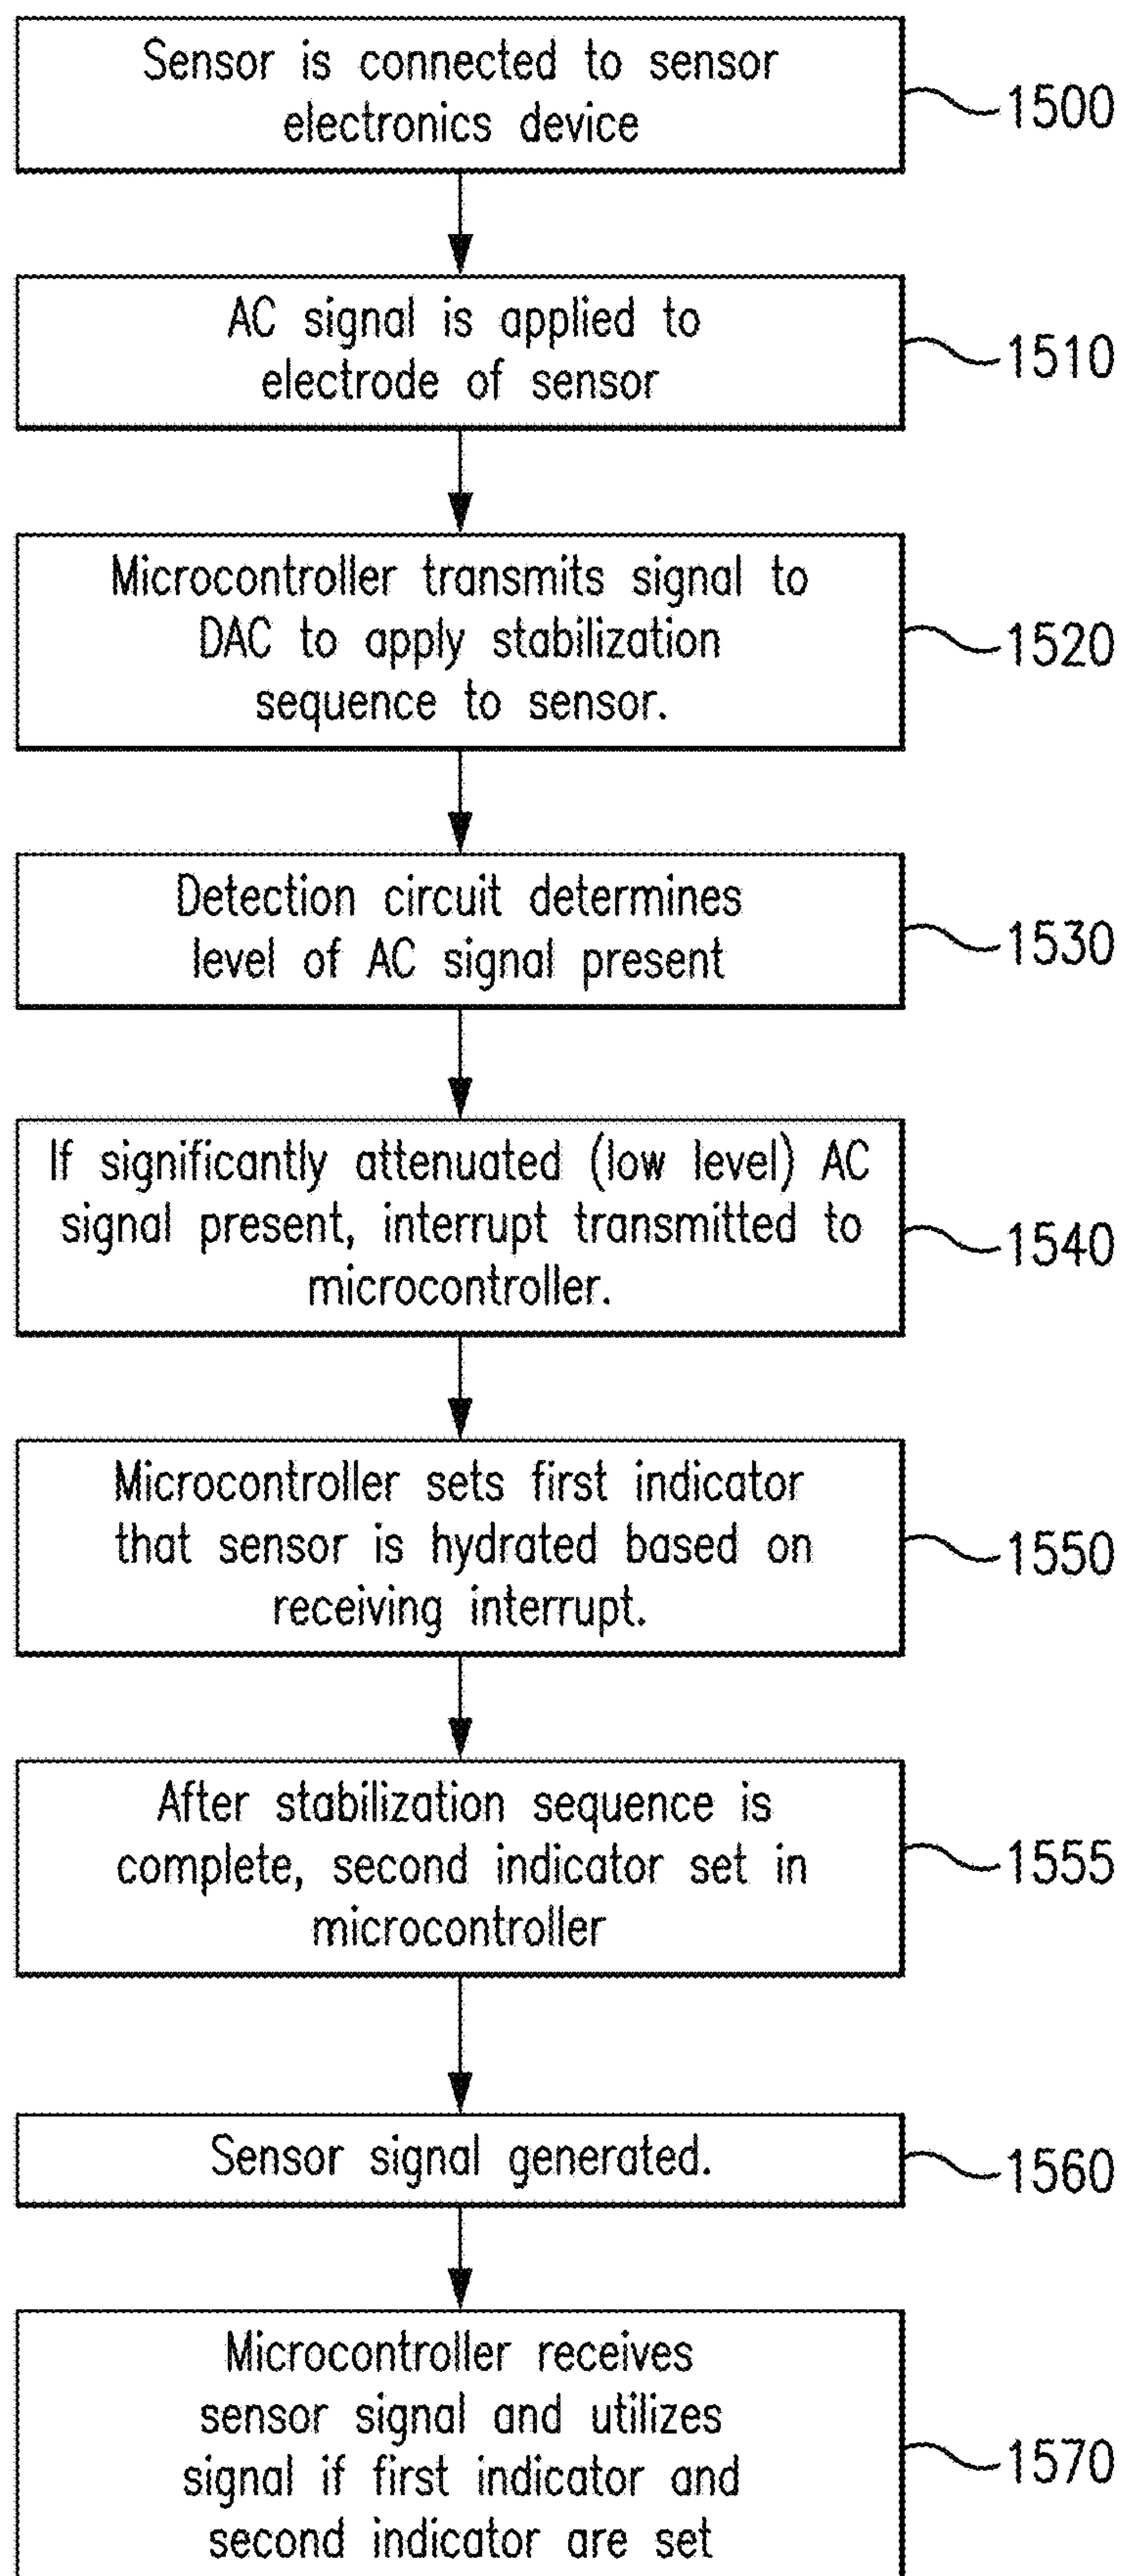 Sensor is connected to sensor
electronics device
1500
AC signal is applied to
electrode of sensor
1510
Microcontroller transmits signal to
DAC to apply stabilization
sequence to sensor.
1520
Detection circuit determines
level of AC signal present
1530
If significantly attenuated (low level) AC
signal present, interrupt transmitted to
microcontroller.
1540
Microcontroller sets first indicator
that sensor is hydrated based on
receiving interrupt.
1550
After stabilization sequence is
complete, second indicator set in
microcontroller
1555
Sensor signal generated.
1560
Microcontroller receives
sensor signal and utilizes
signal if first indicator and
second indicator are set
1570